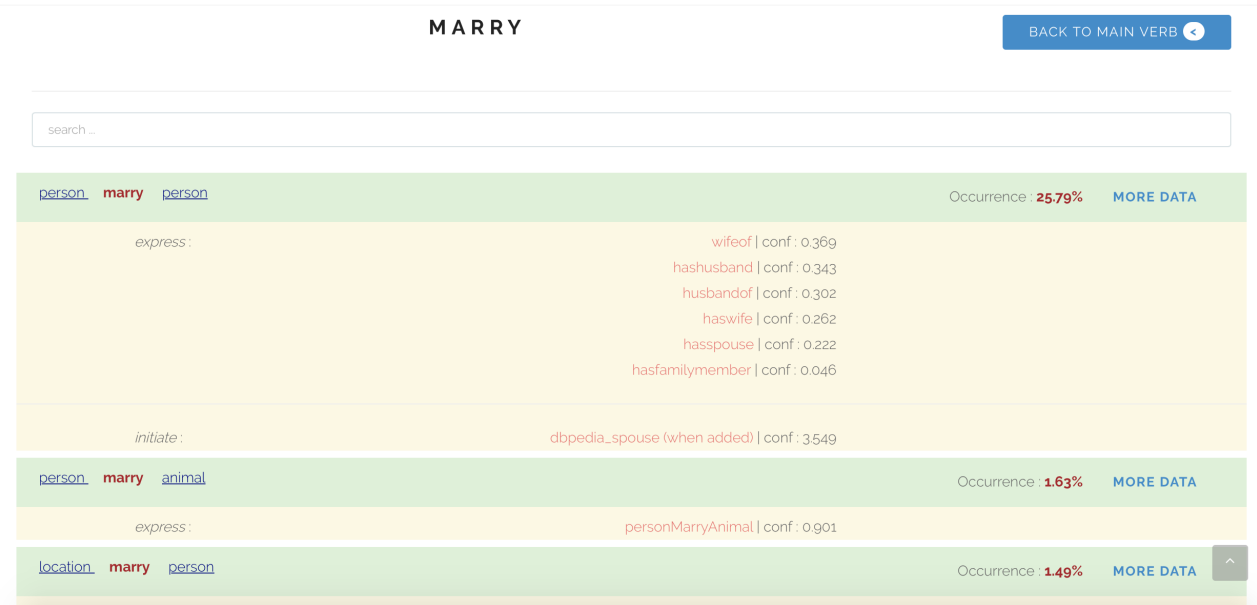 MARRY
BACK TO MAIN VERB <
search ...
person marry person Occurrence : 25.79% MORE DATA
express : wifeof | conf : 0.369
hashusband | conf : 0.343
husbandof | conf : 0.302
haswife | conf : 0.262
hasspouse | conf : 0.222
hasfamilymember | conf : 0.046
initiate : dbpedia_spouse (when added) | conf : 3.549
person marry animal Occurrence : 1.63% MORE DATA
express : personMarryAnimal | conf : 0.901
location marry person Occurrence : 1.49% MORE DATA